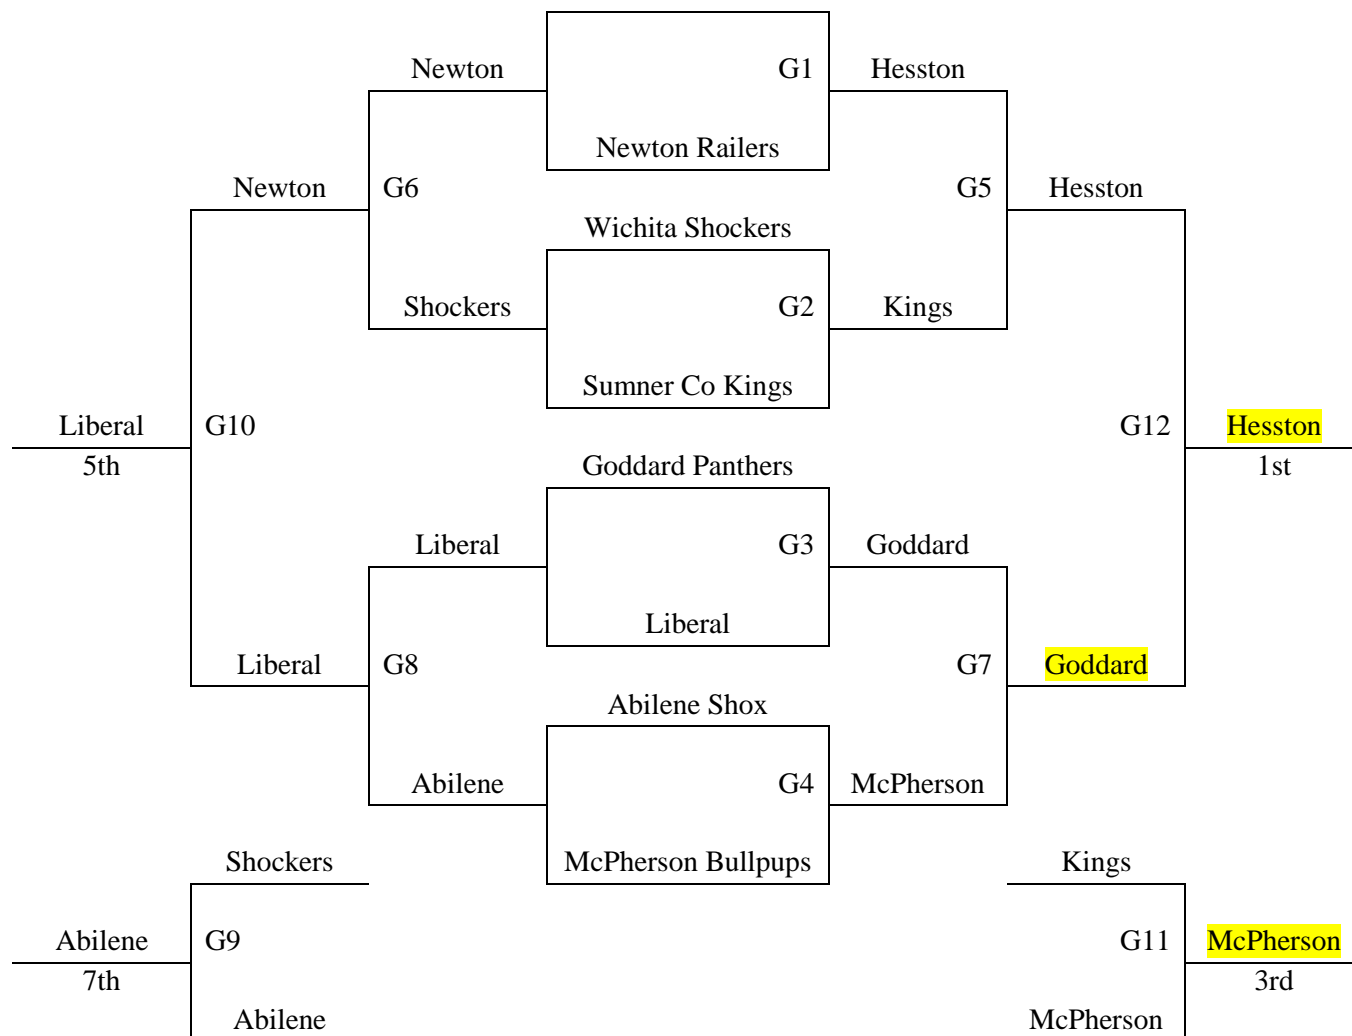 Newton G1 Hesston
Newton Railers
Newton G6 G5 Hesston
Wichita Shockers
Shockers G2 Kings
Sumner Co Kings
Liberal G10 G12 Hesston
5th Goddard Panthers 1st
Liberal G3 Goddard
Liberal
Liberal G8 G7 Goddard
Abilene Shox
Abilene G4 McPherson
Shockers McPherson Bullpups Kings
Abilene G9 G11 McPherson
7th 3rd
Abilene McPherson